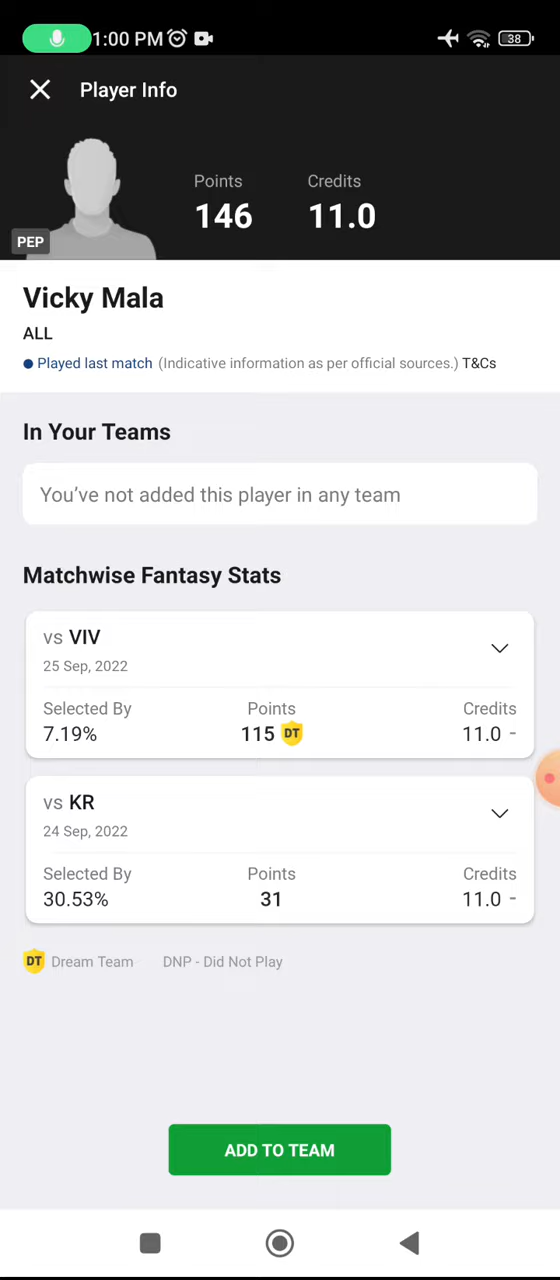 1:00 PM
38
Player Info
Points
Credits
146
11.0
PEP
Vicky Mala
ALL
Played last match (Indicative information as per official sources.) T&Cs
In Your Teams
You've not added this player in any team
Matchwise Fantasy Stats
vs VIV
25 Sep, 2022
Selected By
Points
Credits
7.19%
115 DT
11.0 -
vs KR
24 Sep, 2022
Selected By
Points
Credits
30.53%
31
11.0 -
DT Dream Team
DNP - Did Not Play
ADD TO TEAM